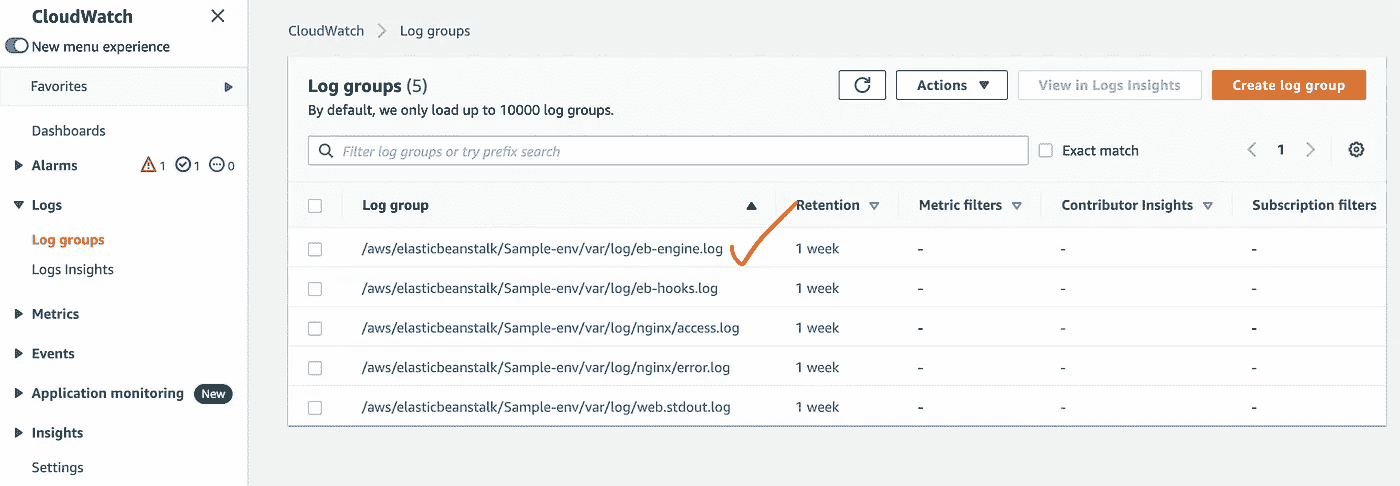 CloudWatch
New menu experience
Favorites
Dashboards
Alarms 1 1 0
Logs
Log groups
Logs Insights
Metrics
Events
Application monitoring New
Insights
Settings
CloudWatch > Log groups
Log groups (5)
By default, we only load up to 10000 log groups.
Actions
View in Logs Insights
Create log group
Filter log groups or try prefix search
Exact match
1
Log group Retention Metric filters Contributor Insights Subscription filters
/aws/elasticbeanstalk/Sample-env/var/log/eb-engine.log 1 week - - -
/aws/elasticbeanstalk/Sample-env/var/log/eb-hooks.log 1 week - - -
/aws/elasticbeanstalk/Sample-env/var/log/nginx/access.log 1 week - - -
/aws/elasticbeanstalk/Sample-env/var/log/nginx/error.log 1 week - - -
/aws/elasticbeanstalk/Sample-env/var/log/web.stdout.log 1 week - - -